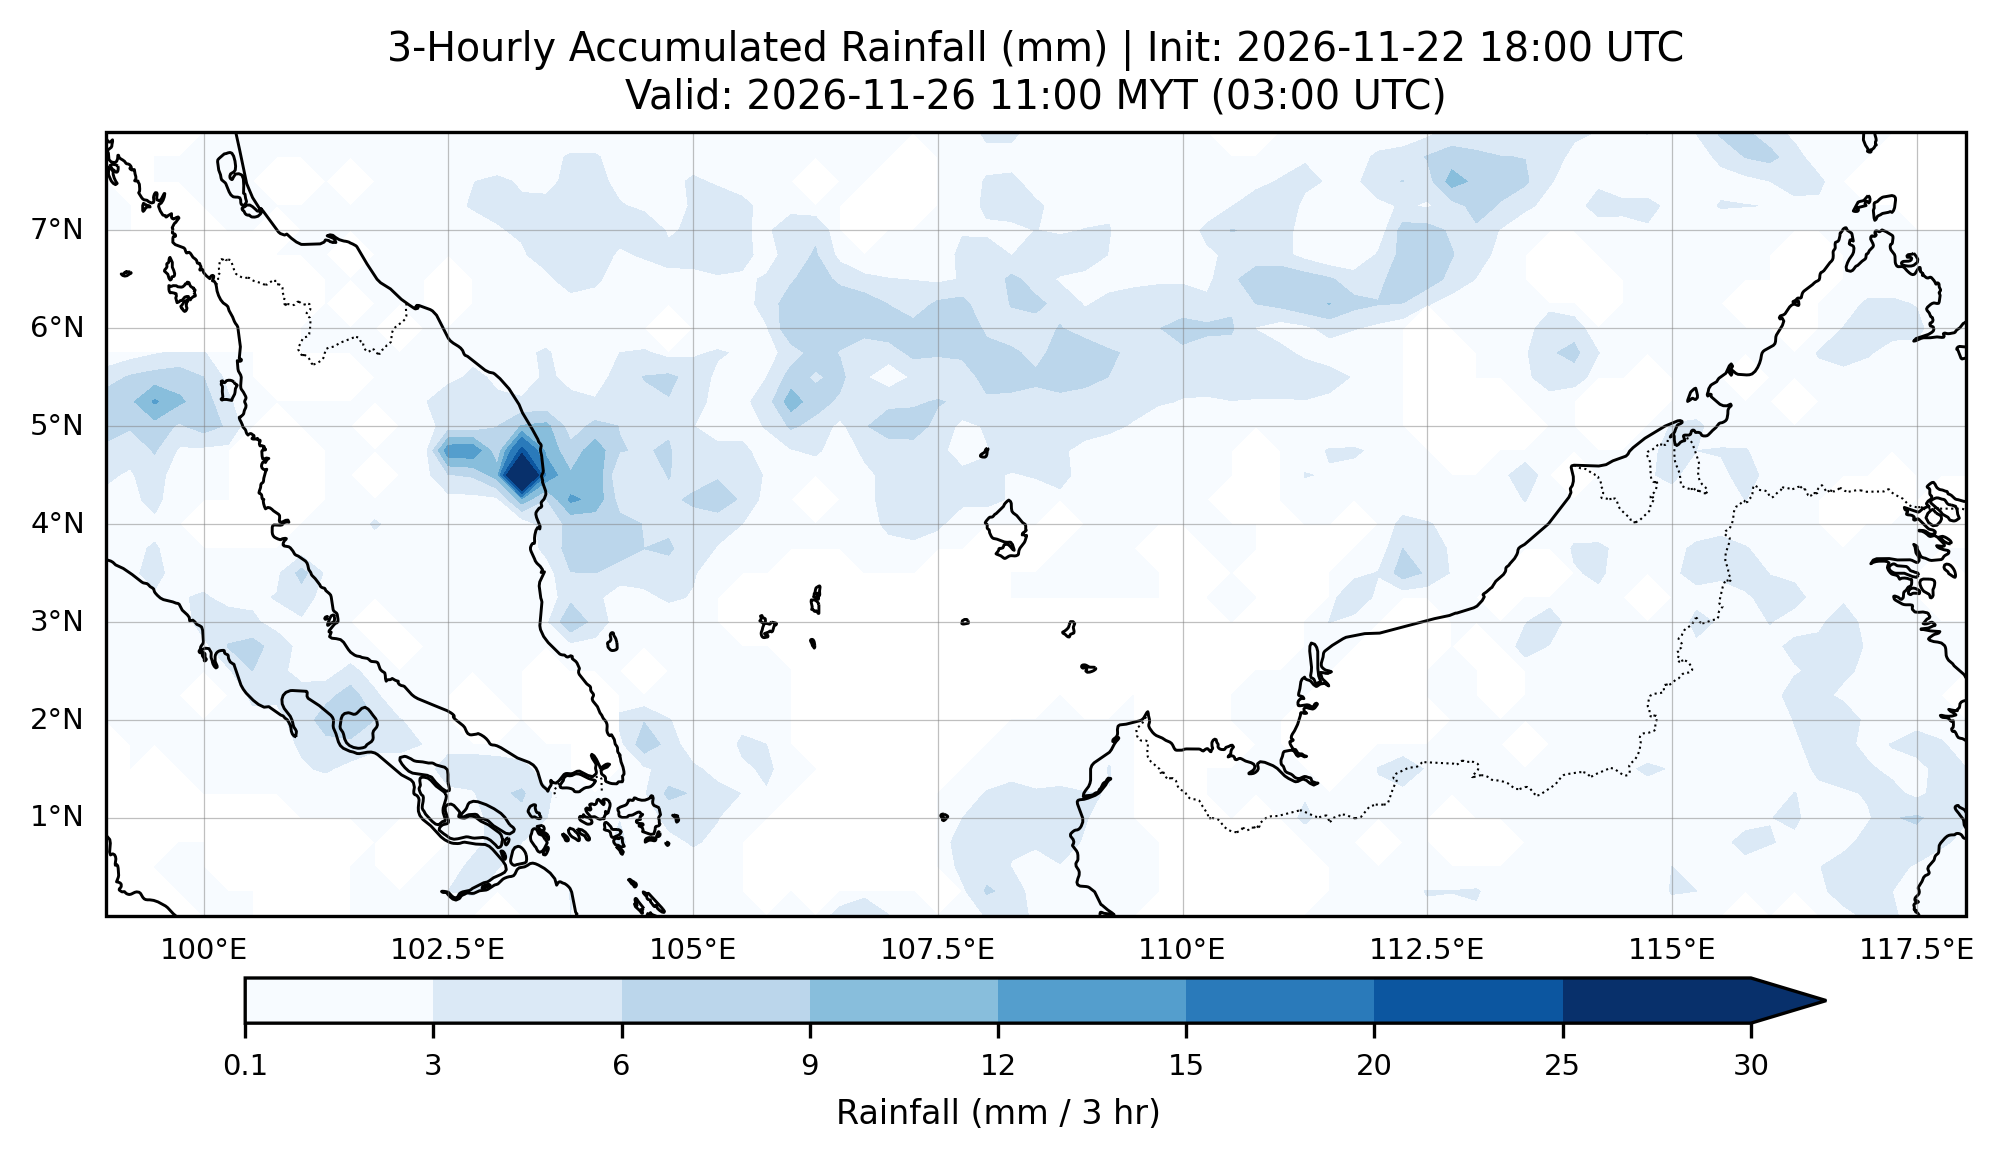 3-Hourly Accumulated Rainfall (mm) | Init: 2026-11-22 18:00 UTC
Valid: 2026-11-26 11:00 MYT (03:00 UTC)
7°N
6°N
5°N
4°N
3°N
2°N
1°N
100°E 102.5°E 105°E 107.5°E 110°E 112.5°E 115°E 117.5°E
0.1 3 6 9 12 15 20 25 30
Rainfall (mm / 3 hr)